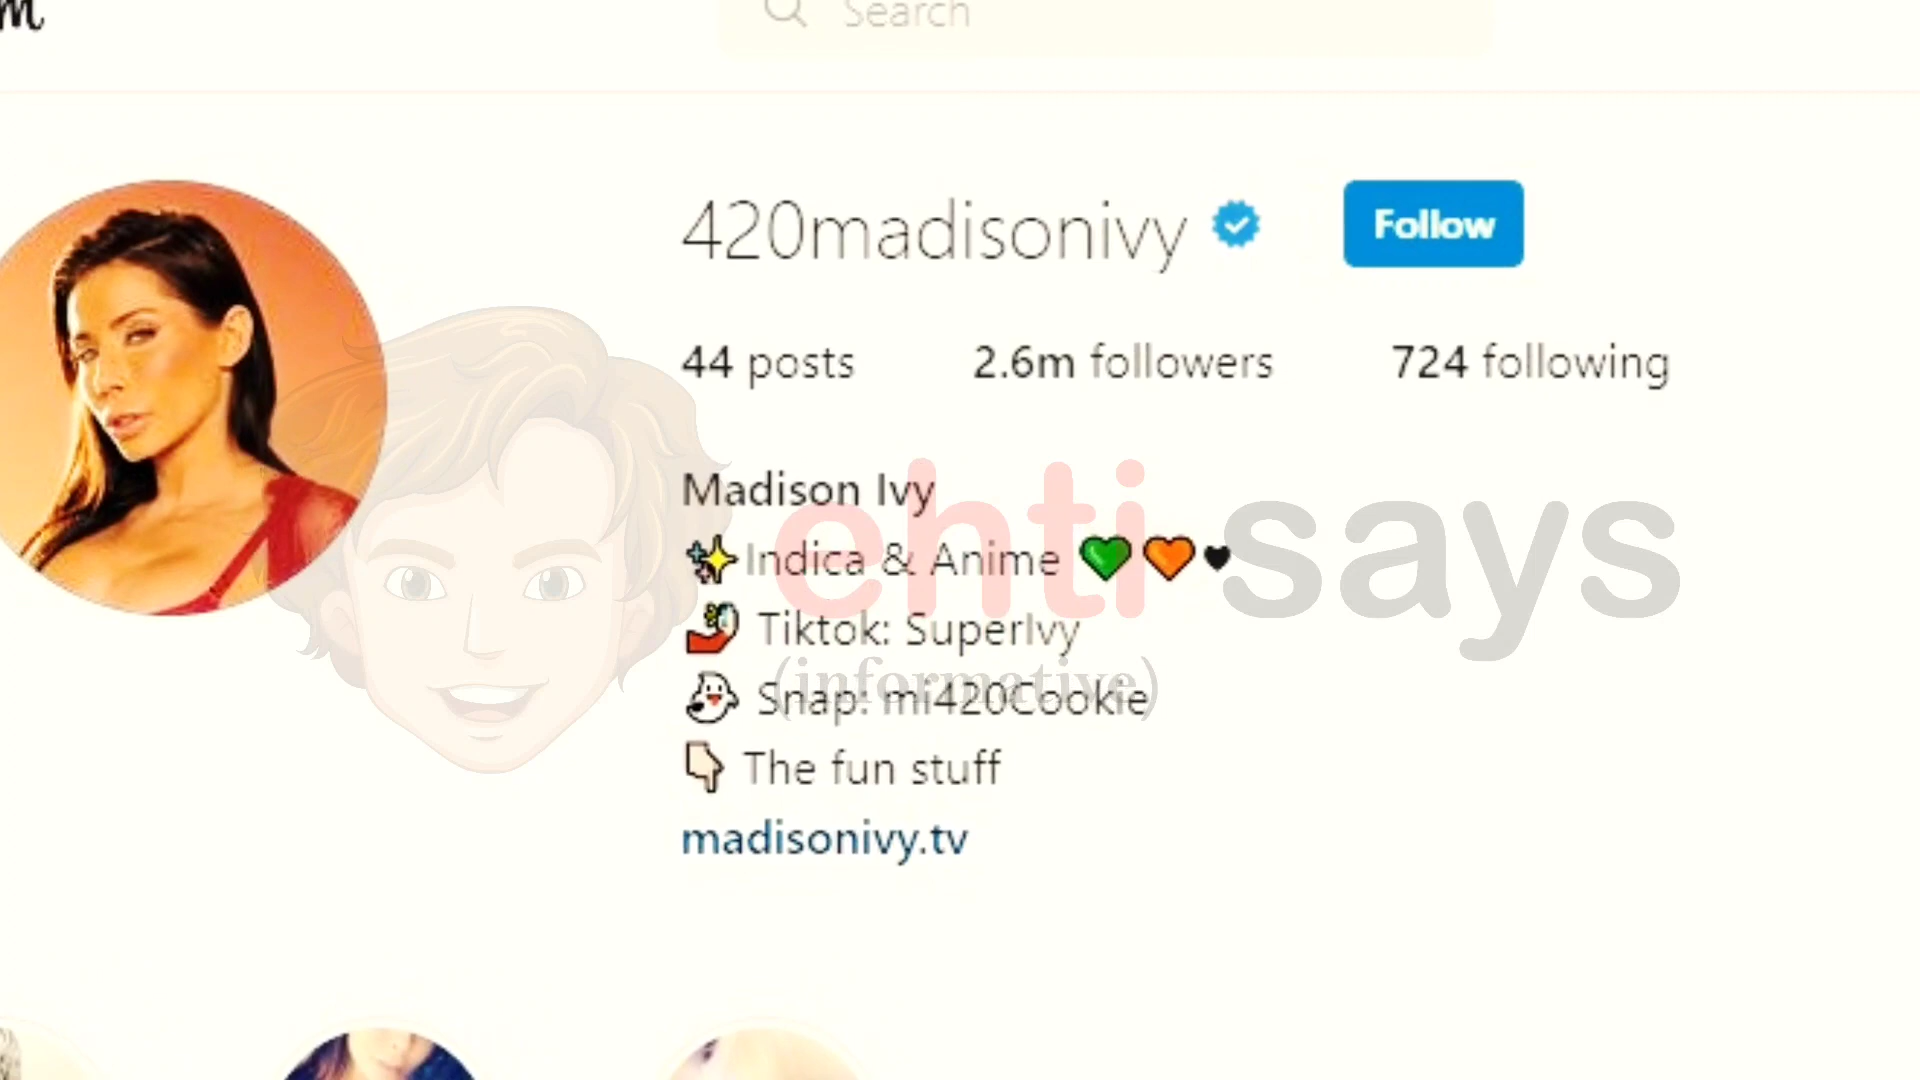 m
Search
420madisonivy
Follow
44 posts 2.6m followers 724 following
Madison Ivy
✨Indica & Anime 💚🧡🖤
🤳 Tiktok: SuperIvy
👻 Snap: mi420Cookie
👇🏻 The fun stuff
madisonivy.tv
ehti says
(informative)